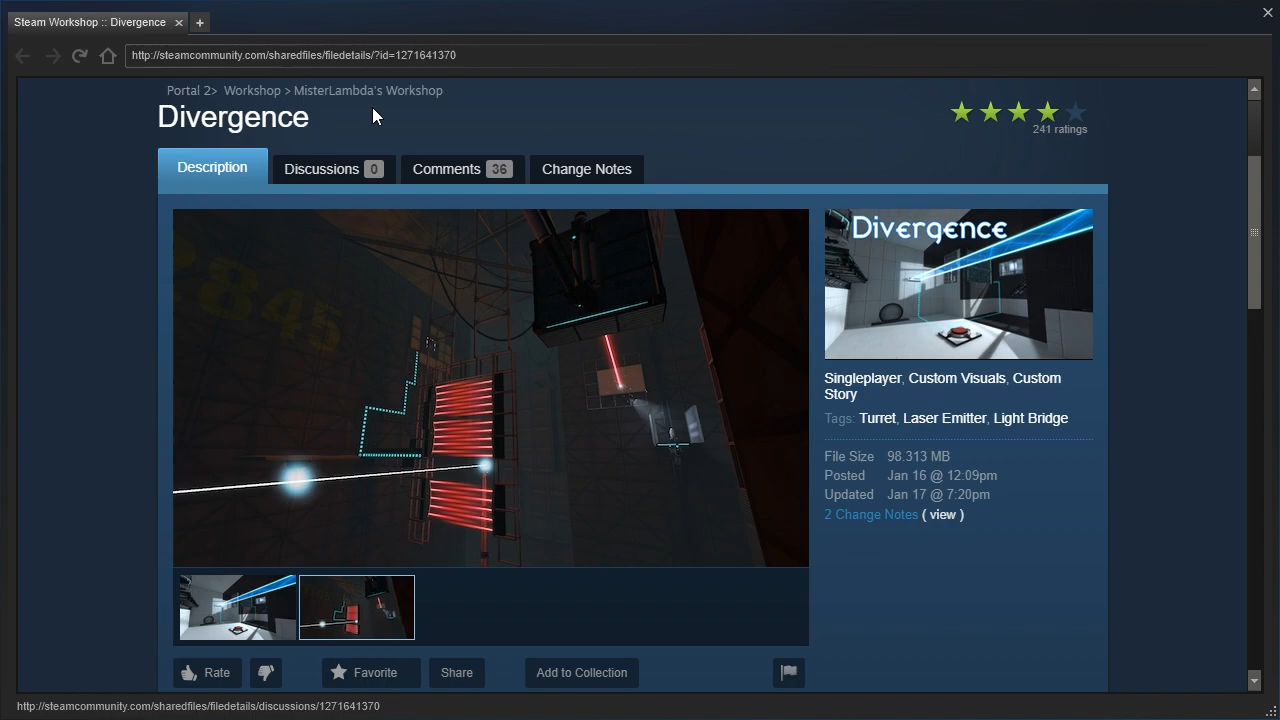 Steam Workshop :: Divergence
http://steamcommunity.com/sharedfiles/filedetails/?id=1271641370
Portal 2> Workshop > MisterLambda's Workshop
Divergence
241 ratings
Description
Discussions 0
Comments 36
Change Notes
2845
Divergence
Singleplayer, Custom Visuals, Custom
Story
Tags: Turret, Laser Emitter, Light Bridge
File Size 98.313 MB
Posted Jan 16 @ 12:09pm
Updated Jan 17 @ 7:20pm
2 Change Notes ( view )
Rate
Favorite
Share
Add to Collection
http://steamcommunity.com/sharedfiles/filedetails/discussions/1271641370